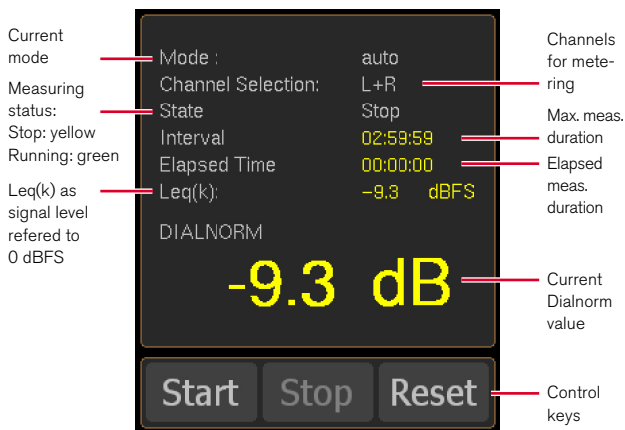 Current
mode
Measuring
status:
Stop: yellow
Running: green
Leq(k) as
signal level
refered to
0 dBFS
Mode : auto
Channel Selection: L+R
State Stop
Interval 02:59:59
Elapsed Time 00:00:00
Leq(k): -9.3 dBFS
DIALNORM
-9.3 dB
Start Stop Reset
Channels
for mete-
ring
Max. meas.
duration
Elapsed
meas.
duration
Current
Dialnorm
value
Control
keys